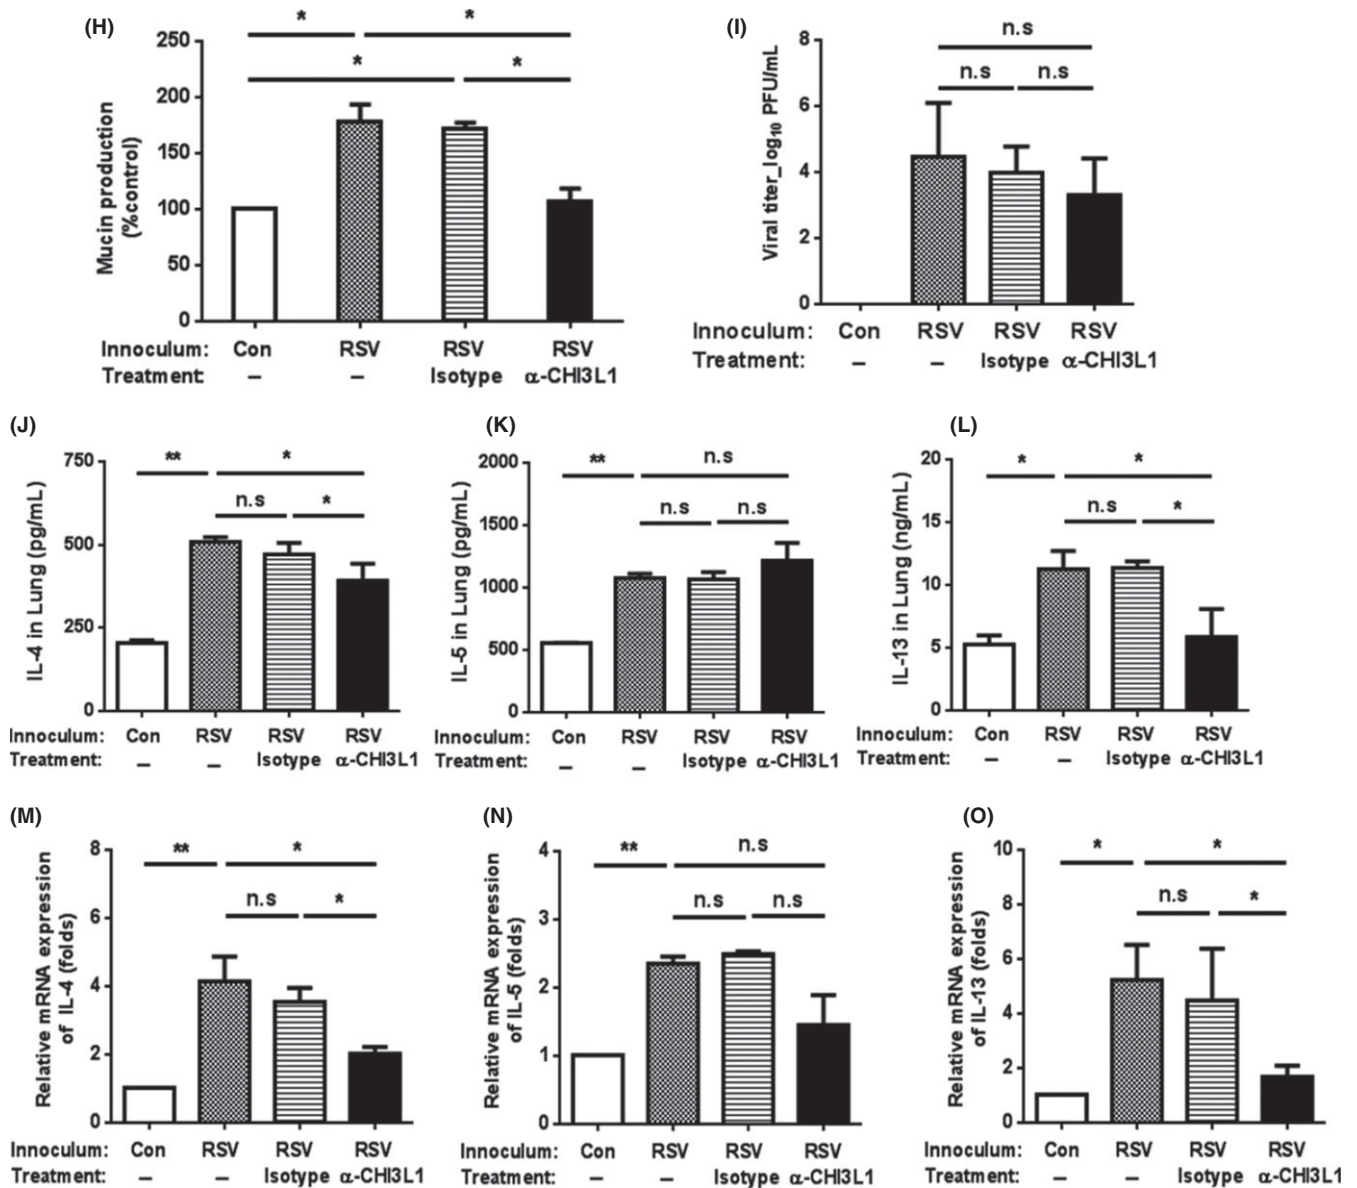 (H)
* *
* *
Mucin production
(%control)
250
200
150
100
50
0
Innoculum: Con RSV RSV RSV
Treatment: – – Isotype α-CHI3L1
(I)
n.s
n.s n.s
Viral titer_log10 PFU/mL
8
6
4
2
0
Innoculum: Con RSV RSV RSV
Treatment: – – Isotype α-CHI3L1
(J)
** *
n.s *
IL-4 in Lung (pg/mL)
750
500
250
0
Innoculum: Con RSV RSV RSV
Treatment: – – Isotype α-CHI3L1
(K)
** n.s
n.s n.s
IL-5 in Lung (pg/mL)
2000
1500
1000
500
0
Innoculum: Con RSV RSV RSV
Treatment: – – Isotype α-CHI3L1
(L)
* *
n.s *
IL-13 in Lung (ng/mL)
20
15
10
5
0
Innoculum: Con RSV RSV RSV
Treatment: – – Isotype α-CHI3L1
(M)
** *
n.s *
Relative mRNA expression
of IL-4 (folds)
8
6
4
2
0
Innoculum: Con RSV RSV RSV
Treatment: – – Isotype α-CHI3L1
(N)
** n.s
n.s n.s
Relative mRNA expression
of IL-5 (folds)
4
3
2
1
0
Innoculum: Con RSV RSV RSV
Treatment: – – Isotype α-CHI3L1
(O)
* *
n.s *
Relative mRNA expression
of IL-13 (folds)
10
8
6
4
2
0
Innoculum: Con RSV RSV RSV
Treatment: – – Isotype α-CHI3L1